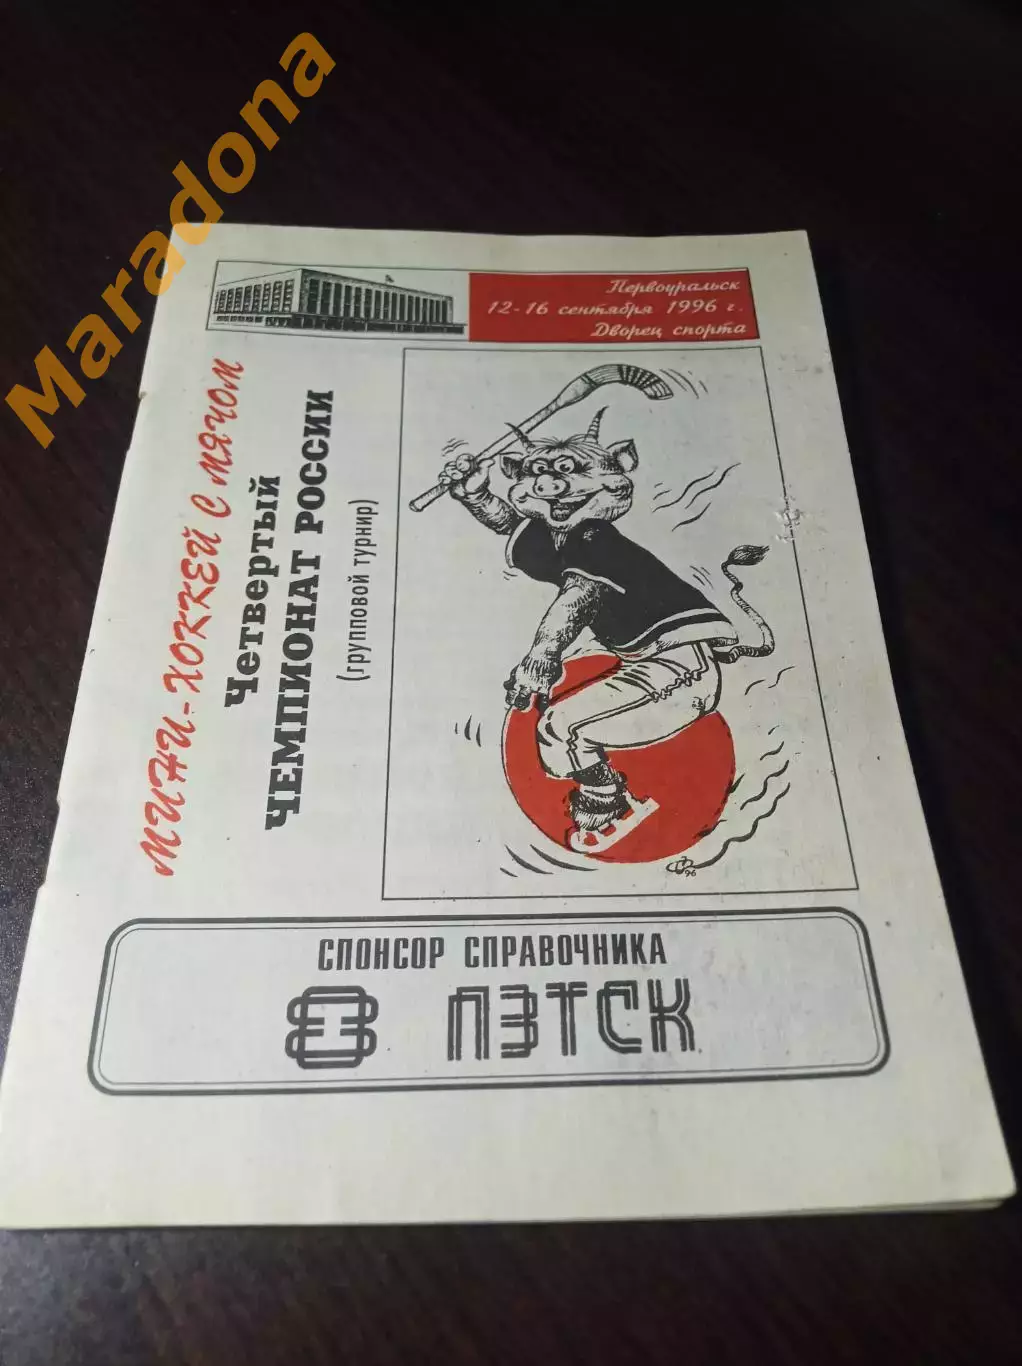 Maradona
Первоуральск
12-16 сентября 1996 г.
Дворец спорта
МИНИ-ХОККЕЙ С МЯЧОМ
Четвертый
ЧЕМПИОНАТ РОССИИ
(групповой турнир)
96
СПОНСОР СПРАВОЧНИКА
ПЭТСК